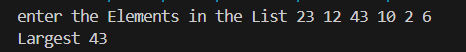 enter the Elements in the List 23 12 43 10 2 6
Largest 43